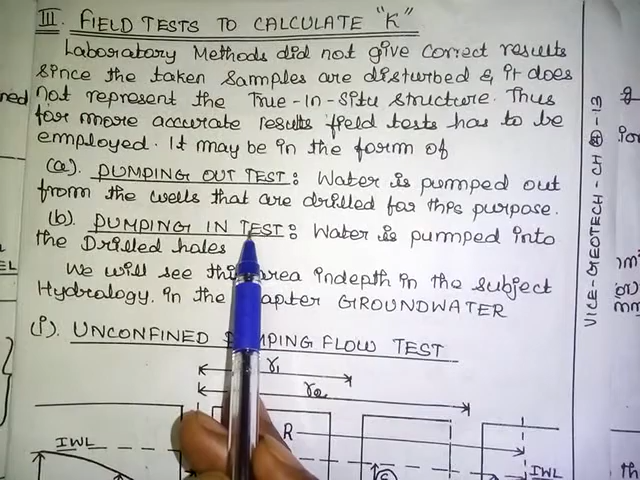 III. FIELD TESTS TO CALCULATE "K"
Laboratory Methods did not give correct results
since the taken samples are disturbed & it does
not represent the True-In-Situ structure. Thus
for more accurate results field tests has to be
employed. It may be in the form of
(a). PUMPING OUT TEST: Water is pumped out
from the wells that are drilled for this purpose.
(b). PUMPING IN TEST: Water is pumped into
the Drilled holes
We will see this area indepth in the subject
Hydrology. in the chapter GROUNDWATER
(i). UNCONFINED PUMPING FLOW TEST
r1
r2
R
IWL
IWL
VICE-GEOTECH-CH-13